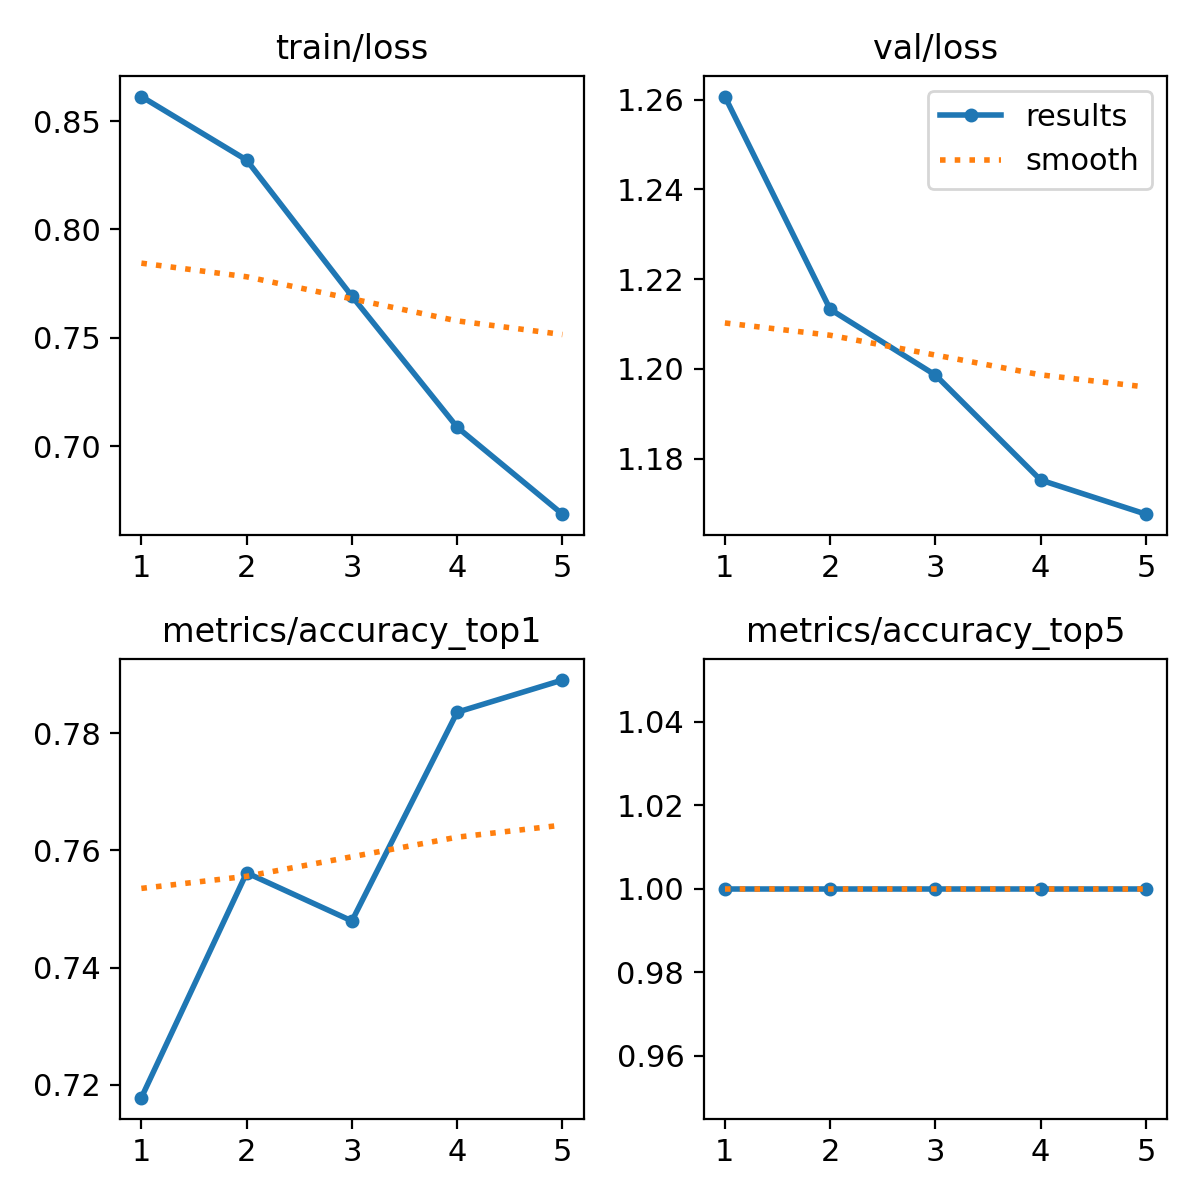 train/loss
0.85
0.80
0.75
0.70
1 2 3 4 5
val/loss
results
smooth
1.26
1.24
1.22
1.20
1.18
1 2 3 4 5
metrics/accuracy_top1
0.78
0.76
0.74
0.72
1 2 3 4 5
metrics/accuracy_top5
1.04
1.02
1.00
0.98
0.96
1 2 3 4 5